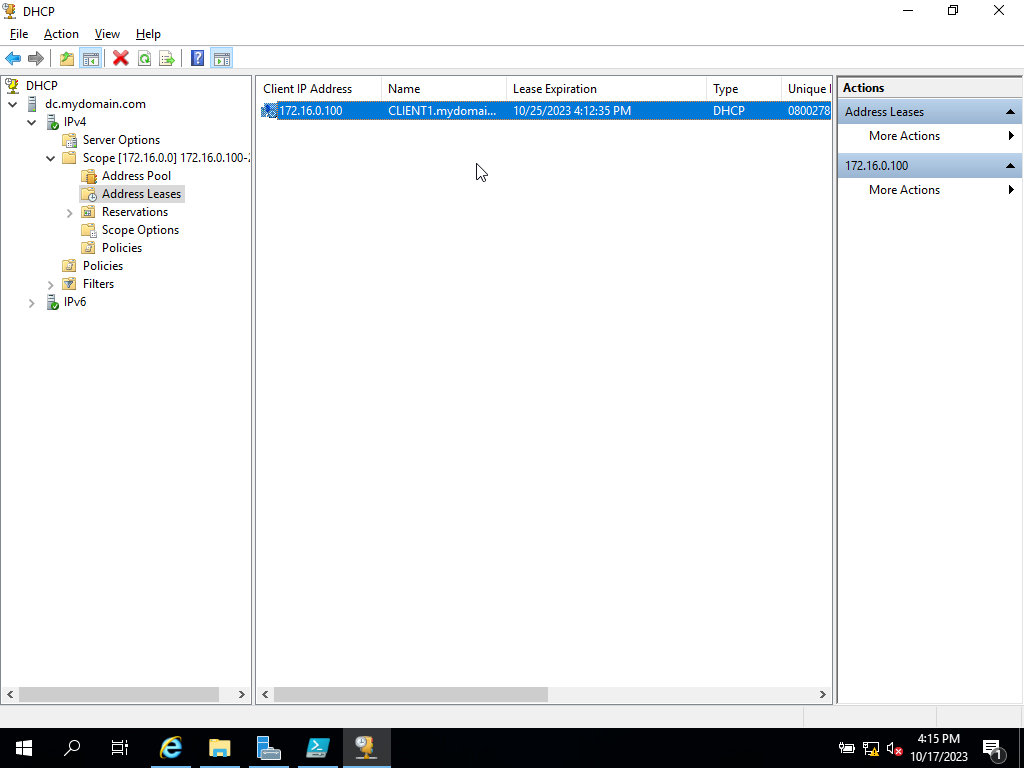 DHCP
File Action View Help
DHCP
dc.mydomain.com
IPv4
Server Options
Scope [172.16.0.0] 172.16.0.100-2
Address Pool
Address Leases
Reservations
Scope Options
Policies
Policies
Filters
IPv6
Client IP Address Name Lease Expiration Type Unique I
172.16.0.100 CLIENT1.mydomai... 10/25/2023 4:12:35 PM DHCP 0800278
Actions
Address Leases
More Actions
172.16.0.100
More Actions
4:15 PM
10/17/2023
1